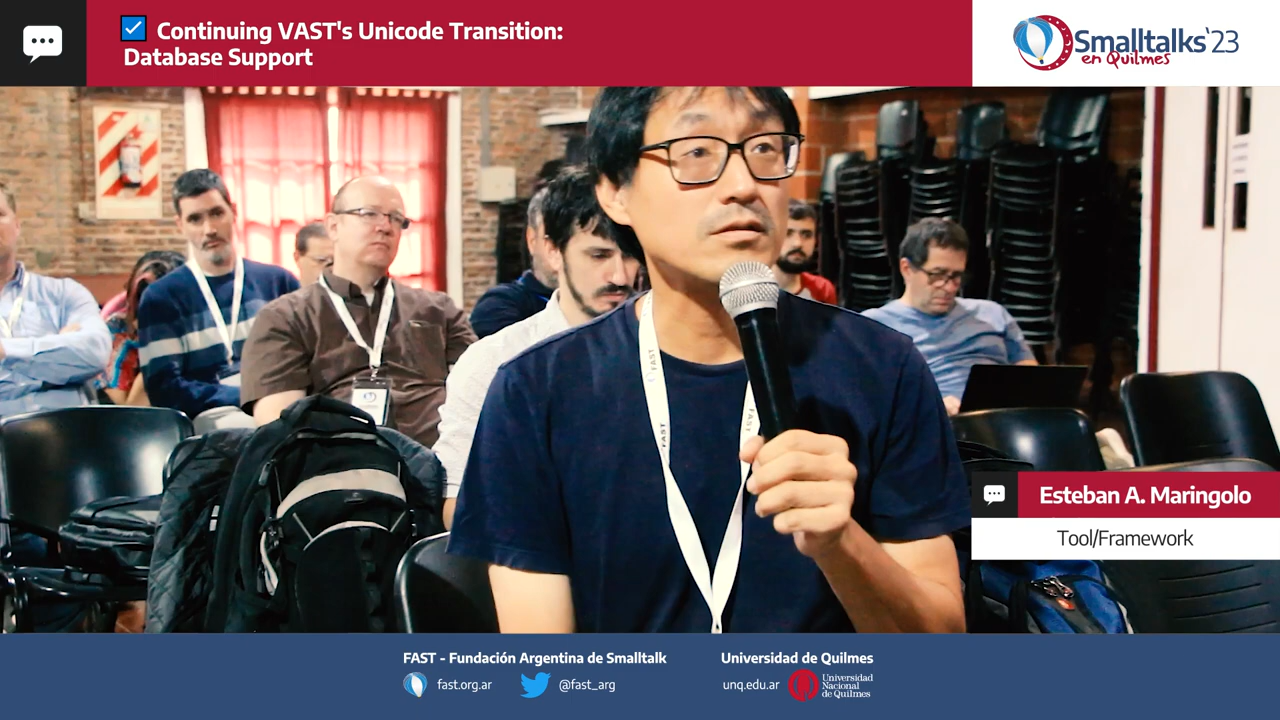 Continuing VAST's Unicode Transition:
Database Support
Smalltalks'23
en Quilmes
FAST
FAST
FAST
Esteban A. Maringolo
Tool/Framework
FAST - Fundación Argentina de Smalltalk
fast.org.ar
@fast_arg
Universidad de Quilmes
unq.edu.ar
Universidad
Nacional
de Quilmes